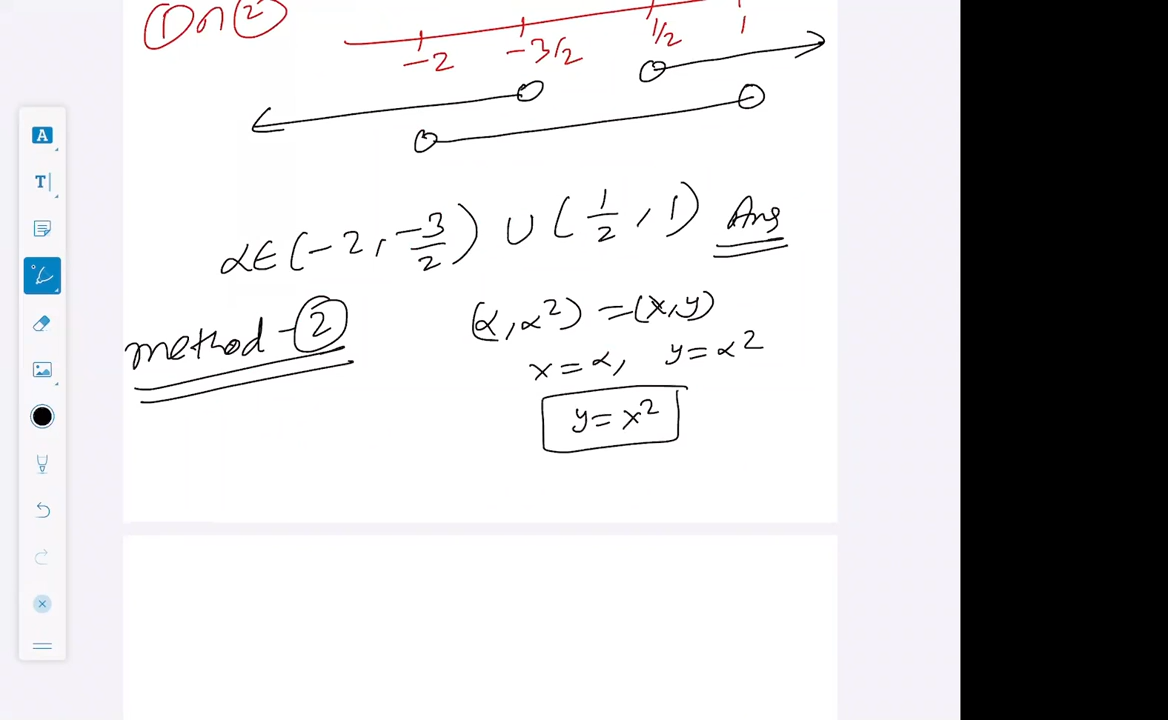 ① ∩ ②
-2 -3/2 1/2 1
α∈(-2, -3/2) ∪ (1/2, 1) Ans
method-②
(α, α²) = (x, y)
x = α, y = α²
y = x²
A
T|